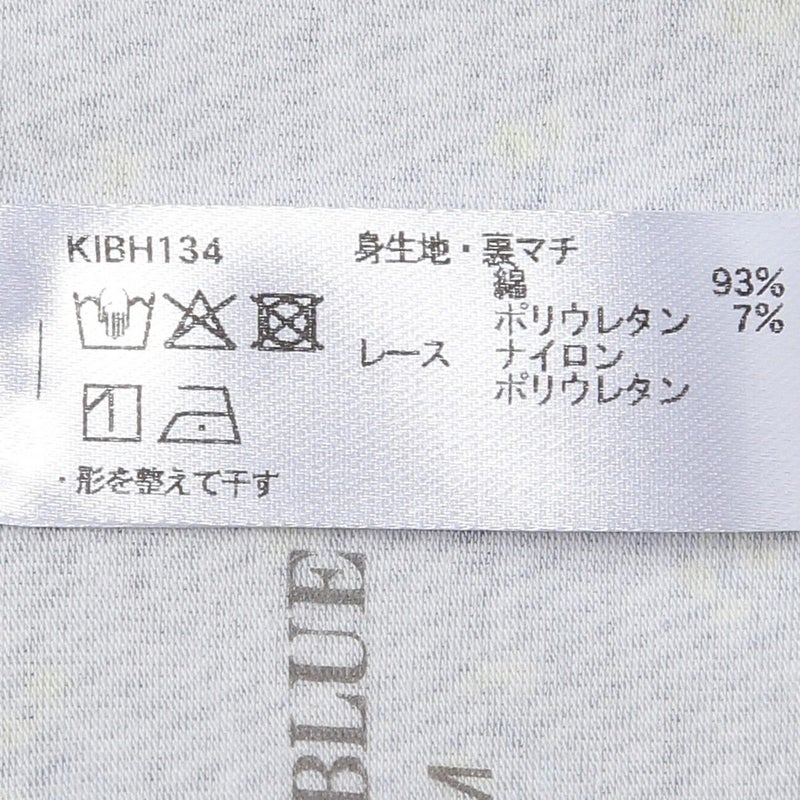 KIBH134
・形を整えて干す
身生地・裏マチ
綿 93%
ポリウレタン 7%
レース ナイロン
ポリウレタン
BLUE
M